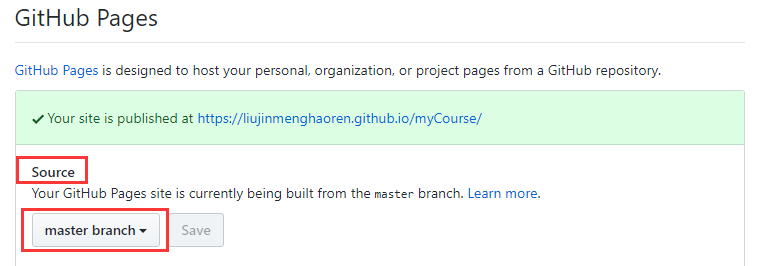 GitHub Pages
GitHub Pages is designed to host your personal, organization, or project pages from a GitHub repository.
Your site is published at https://liujinmenghaoren.github.io/myCourse/
Source
Your GitHub Pages site is currently being built from the master branch. Learn more.
master branch Save